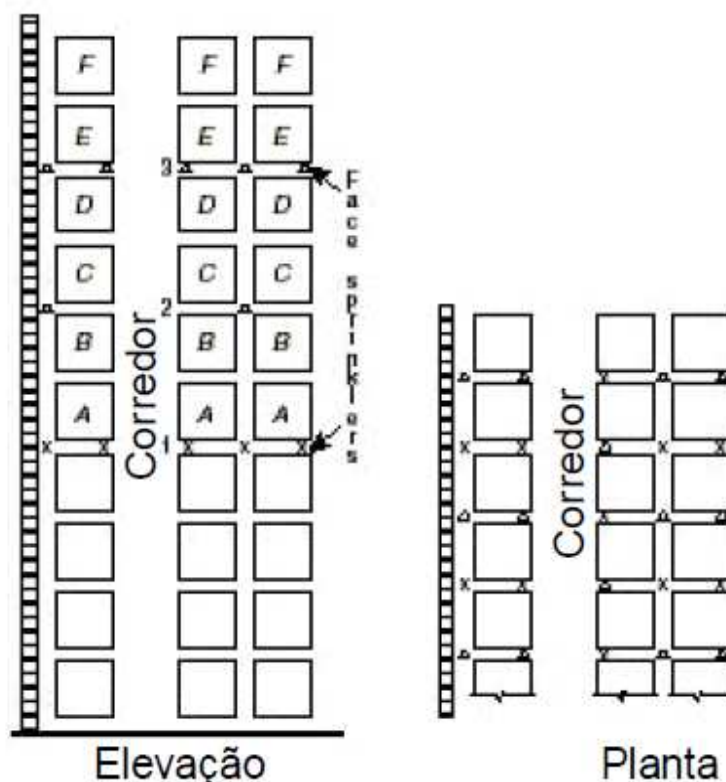 F F F
E E E
3
D D D
C C C
2
B B B
A A A
1
Corredor
Face sprinklers
Corredor
Elevação
Planta